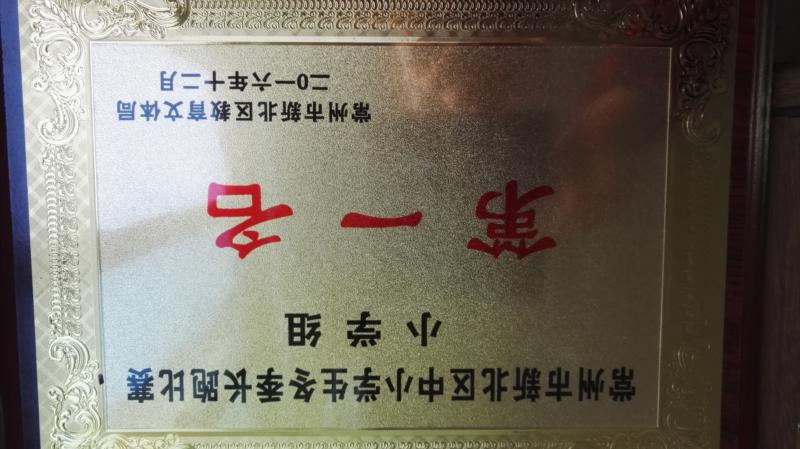 常州市新北区中小学生冬季长跑比赛
小学组
第一名
常州市新北区教育文体局
二0一六年十二月